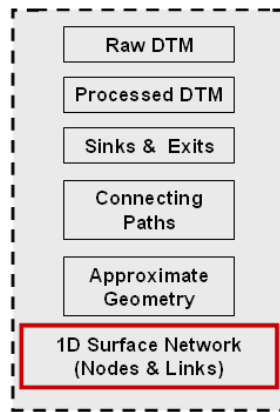 Raw DTM
Processed DTM
Sinks & Exits
Connecting
Paths
Approximate
Geometry
1D Surface Network
(Nodes & Links)